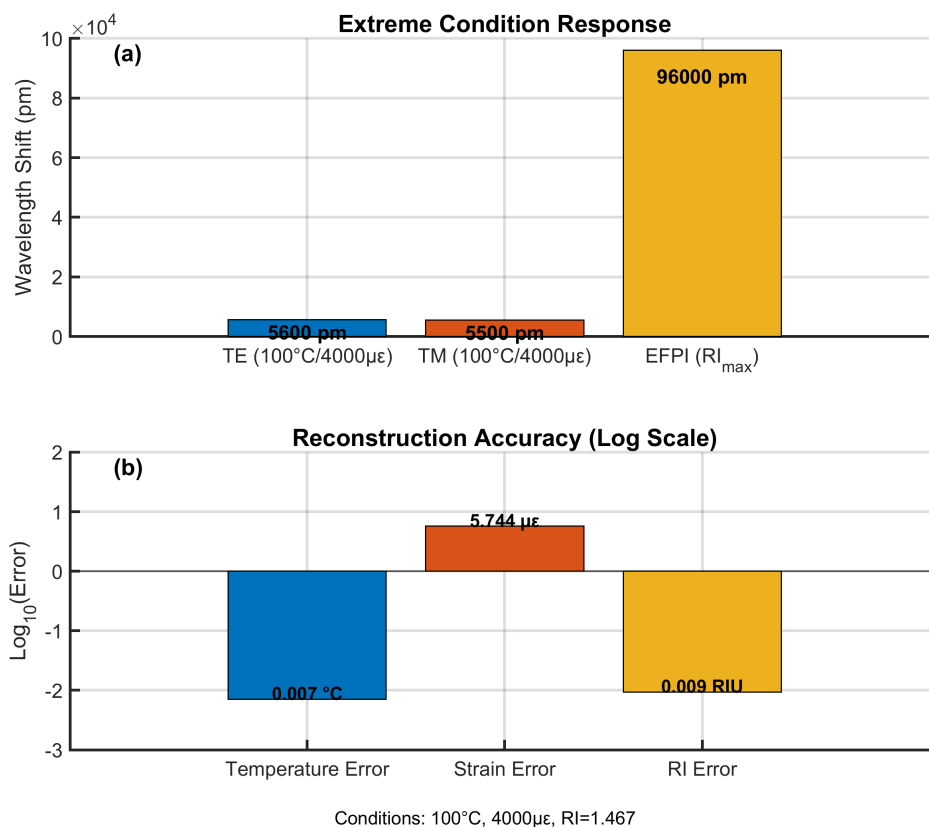 Extreme Condition Response
×10⁴
(a)
Wavelength Shift (pm)
10
8
6
4
2
0
5600 pm
5500 pm
96000 pm
TE (100°C/4000µε)
TM (100°C/4000µε)
EFPI (RI_max)
Reconstruction Accuracy (Log Scale)
(b)
Log₁₀(Error)
2
1
0
-1
-2
-3
0.007 °C
5.744 µε
0.009 RIU
Temperature Error
Strain Error
RI Error
Conditions: 100°C, 4000µε, RI=1.467